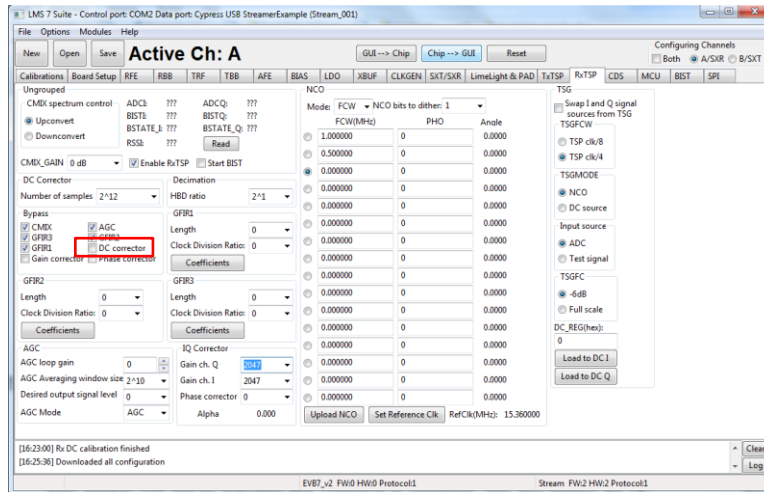 LMS 7 Suite - Control port: COM2 Data port: Cypress USB StreamerExample (Stream_001)
File Options Modules Help
New Open Save Active Ch: A GUI --> Chip Chip --> GUI Reset
Configuring Channels
Both A/SXR B/SXT
Calibrations Board Setup RFE RBB TRF TBB AFE BIAS LDO XBUF CLKGEN SXT/SXR LimeLight & PAD TxTSP RxTSP CDS MCU BIST SPI
Ungrouped
CMIX spectrum control
Upconvert
Downconvert
ADCI: ??? ADCQ: ???
BISTI: ??? BISTQ: ???
BSTATE_I: ??? BSTATE_Q: ???
RSSI: ??? Read
CMIX_GAIN 0 dB Enable RxTSP Start BIST
DC Corrector
Number of samples 2^12
Decimation
HBD ratio 2^1
Bypass
CMIX AGC
GFIR3 GFIR2
GFIR1 DC corrector
Gain corrector Phase corrector
GFIR1
Length 0
Clock Division Ratio: 0
Coefficients
GFIR2
Length 0
Clock Division Ratio: 0
Coefficients
GFIR3
Length 0
Clock Division Ratio: 0
Coefficients
AGC
AGC loop gain 0
AGC Averaging window size 2^10
Desired output signal level 0
AGC Mode AGC
IQ Corrector
Gain ch. Q 2047
Gain ch. I 2047
Phase corrector 0
Alpha 0.000
NCO
Mode: FCW NCO bits to dither: 1
FCW(MHz) PHO Angle
1.000000 0 0.0000
0.500000 0 0.0000
0.000000 0 0.0000
0.000000 0 0.0000
0.000000 0 0.0000
0.000000 0 0.0000
0.000000 0 0.0000
0.000000 0 0.0000
0.000000 0 0.0000
0.000000 0 0.0000
0.000000 0 0.0000
0.000000 0 0.0000
0.000000 0 0.0000
0.000000 0 0.0000
0.000000 0 0.0000
0.000000 0 0.0000
Upload NCO Set Reference Clk RefClk(MHz): 15.360000
TSG
Swap I and Q signal
sources from TSG
TSGFCW
TSP clk/8
TSP clk/4
TSGMODE
NCO
DC source
Input source
ADC
Test signal
TSGFC
-6dB
Full scale
DC_REG(hex):
0
Load to DC I
Load to DC Q
[16:23:00] Rx DC calibration finished
[16:25:36] Downloaded all configuration
Clear
Log
EVB7_v2 FW:0 HW:0 Protocol:1 Stream FW:2 HW:2 Protocol:1